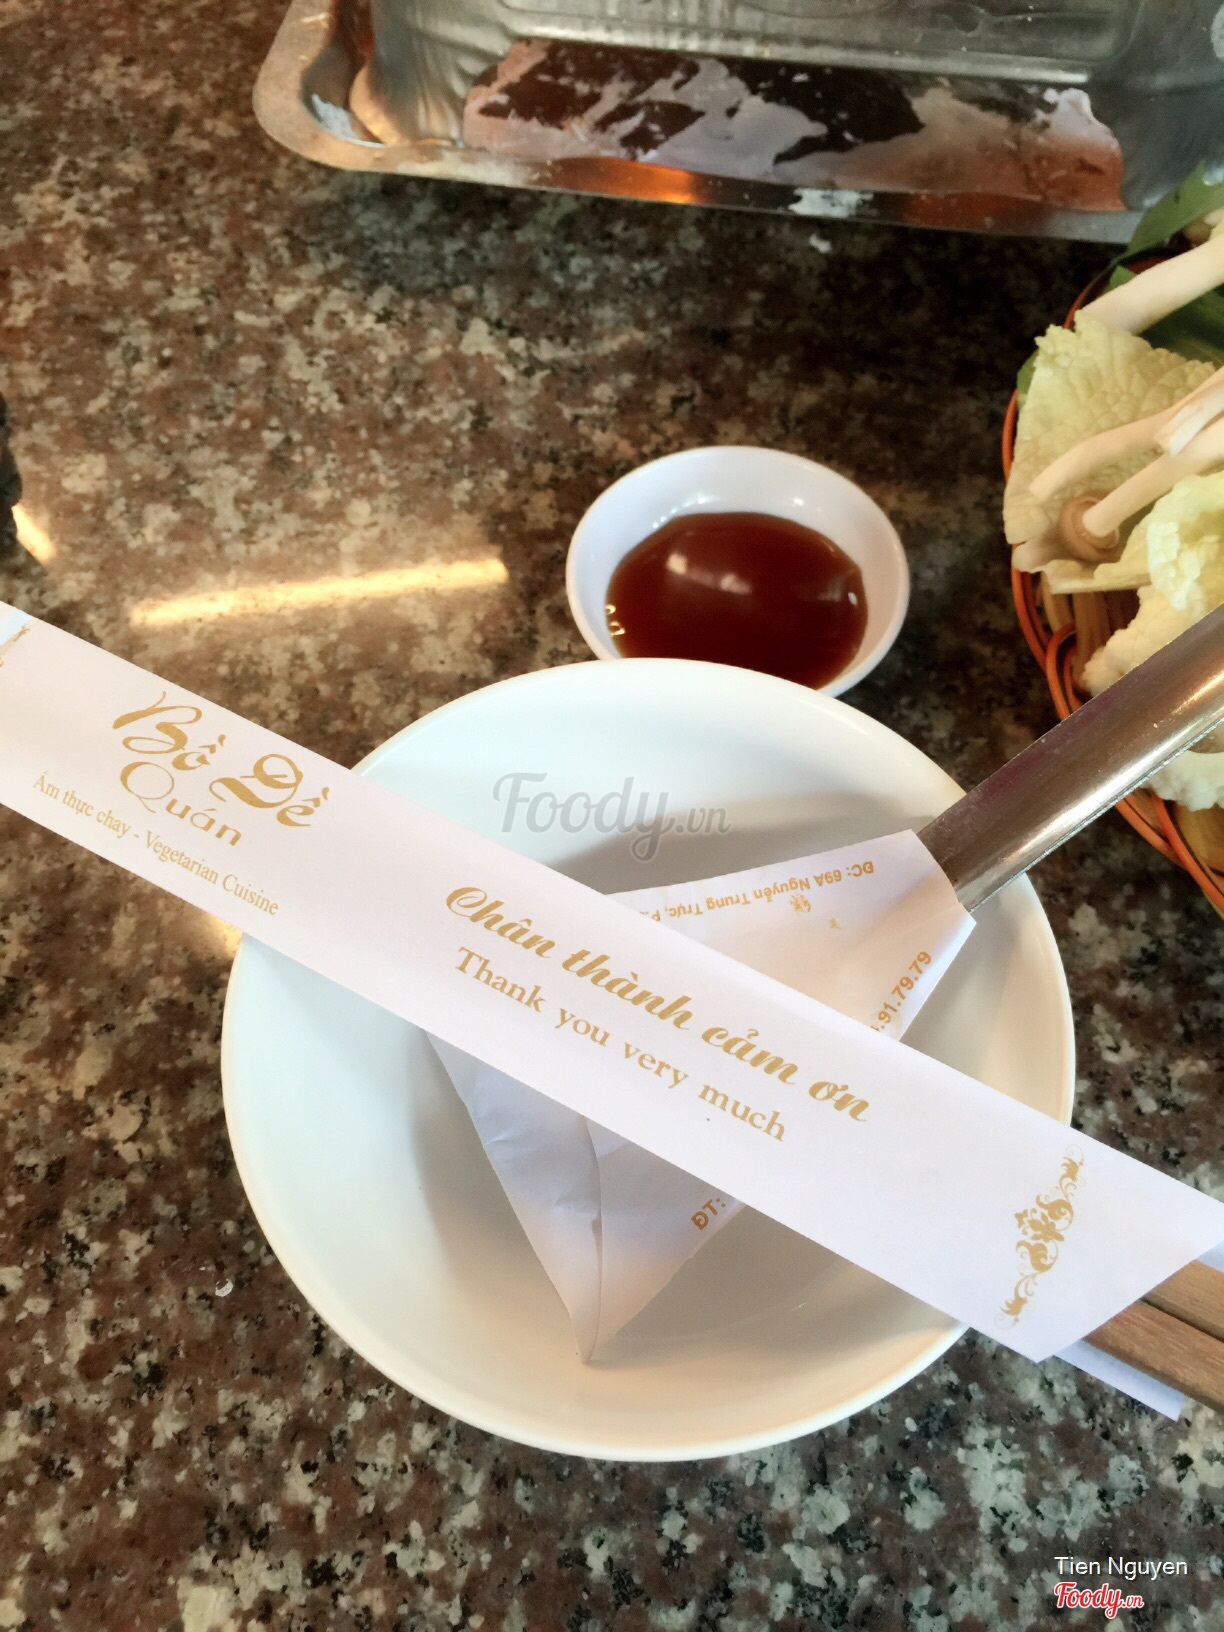 Bồ Đề
Quán
Ẩm thực chay - Vegetarian Cuisine
Chân thành cảm ơn
Thank you very much
ĐC: 69A Nguyễn Trung Trực,
.91.79.79
ĐT:
Foody.vn
Tien Nguyen
Foody.vn